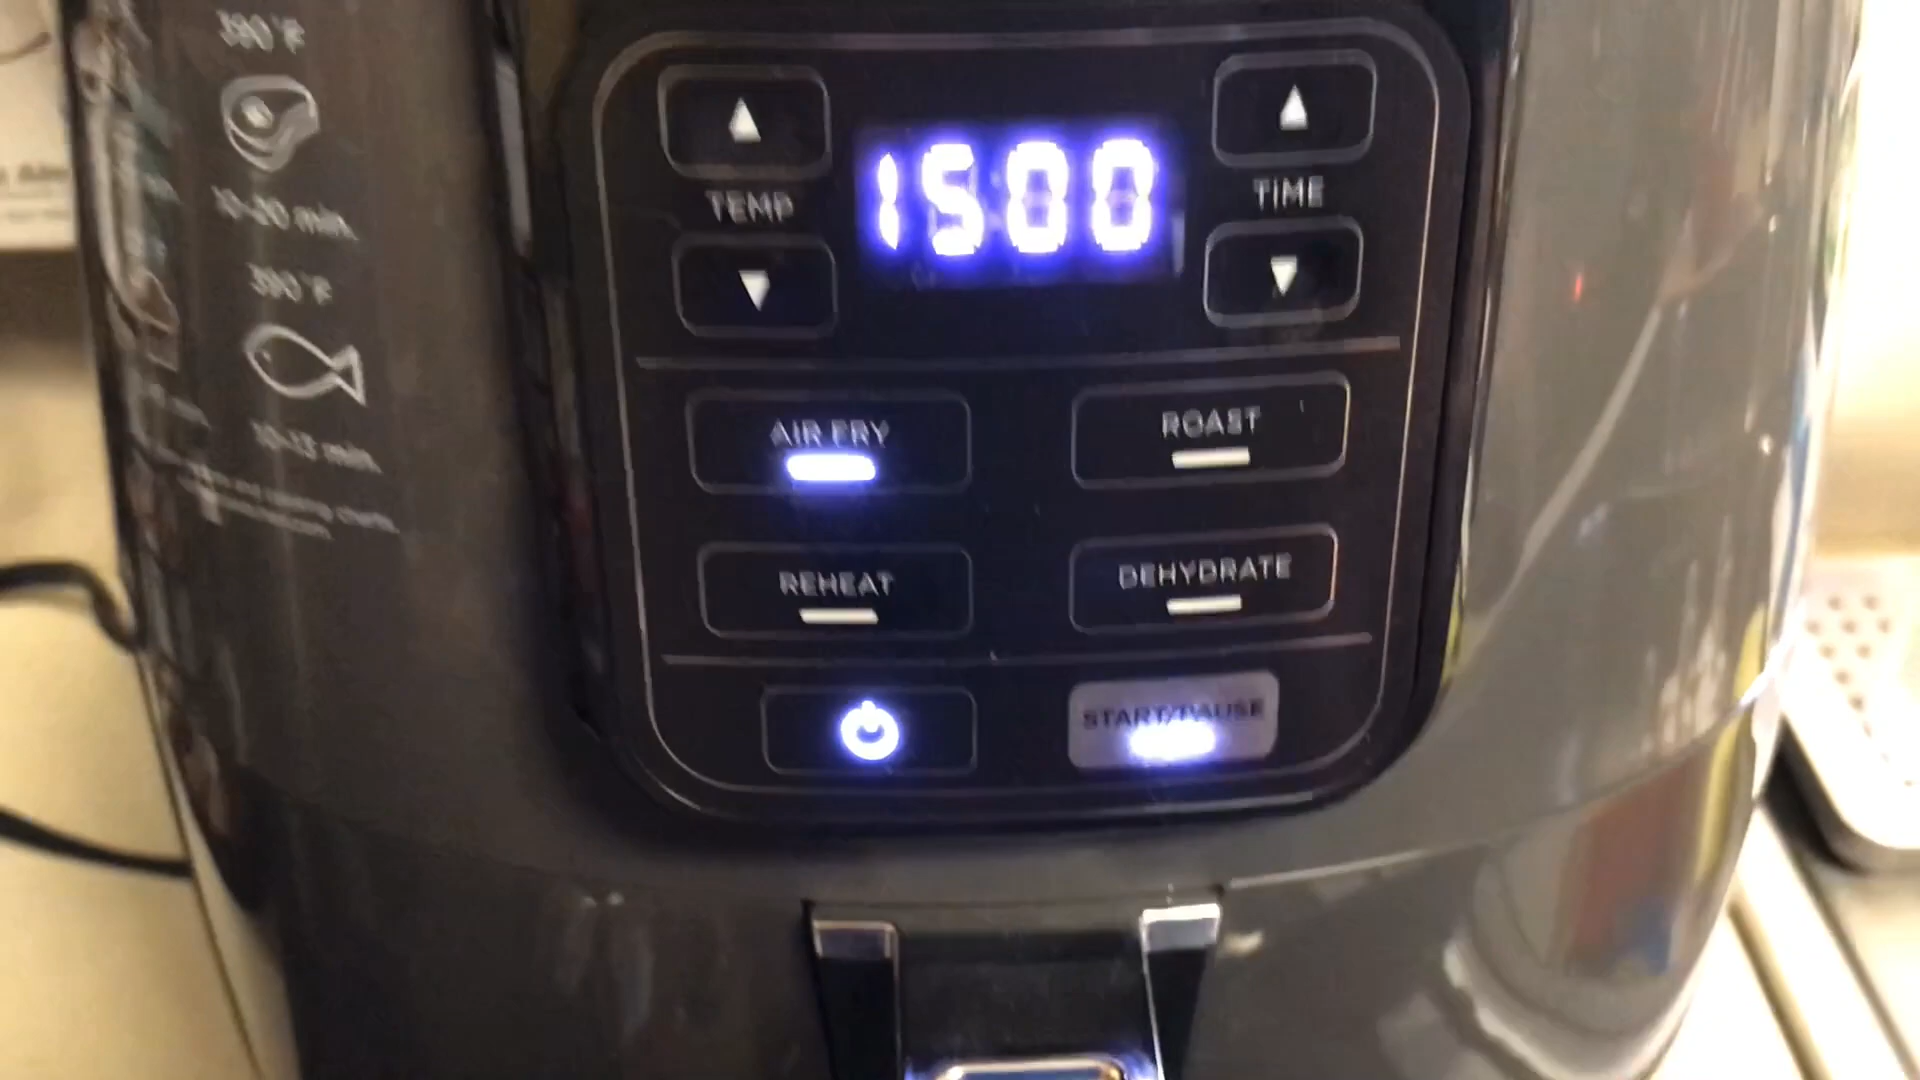 390°F
10-20 min.
390°F
10-15 min.
1500
TEMP
TIME
AIR FRY
ROAST
REHEAT
DEHYDRATE
START/PAUSE